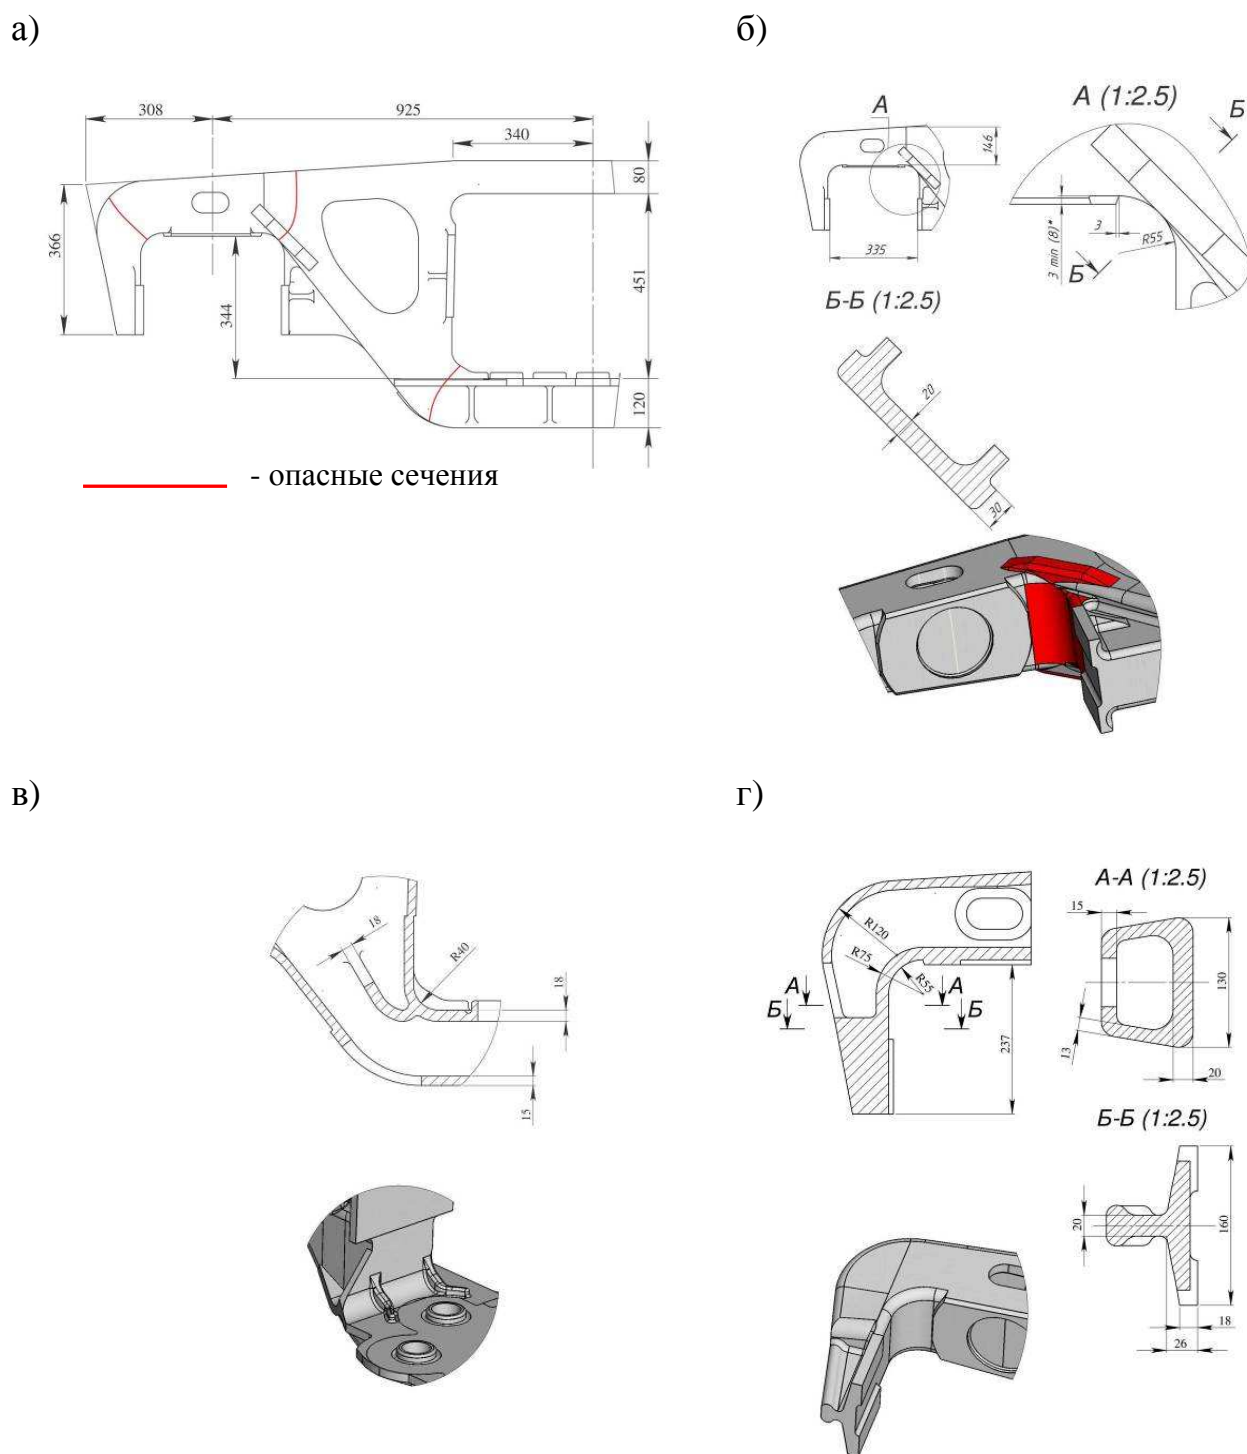 а)
308
925
340
80
366
344
451
120
- опасные сечения
б)
А
146
335
А (1:2.5)
Б
3 min (8)*
3
R55
Б
Б-Б (1:2.5)
20
30
в)
18
R40
18
15
г)
R120
R75
R55
А
А
Б
Б
237
А-А (1:2.5)
15
130
13
20
Б-Б (1:2.5)
20
160
18
26